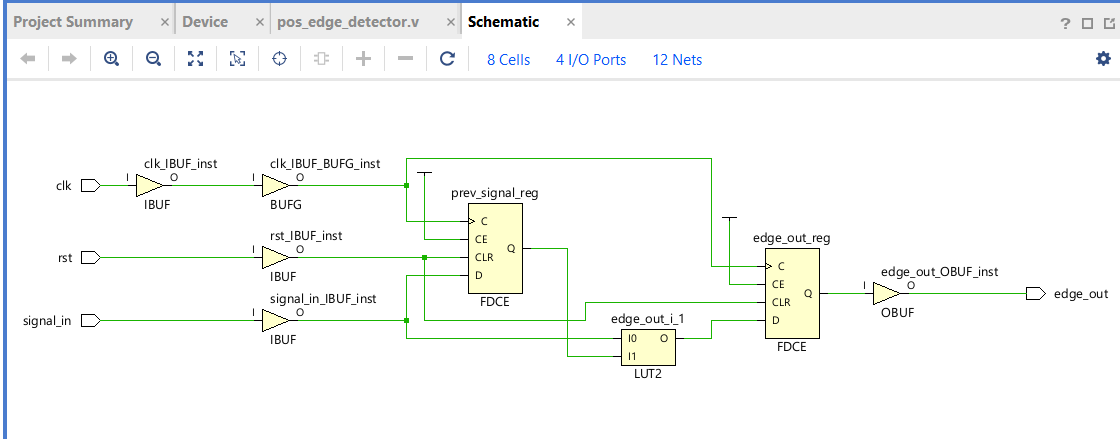 Project Summary × Device × pos_edge_detector.v × Schematic ×
? 
8 Cells 4 I/O Ports 12 Nets
clk_IBUF_inst clk_IBUF_BUFG_inst
clk I O I O
IBUF BUFG
prev_signal_reg
C
CE
Q
CLR
D
FDCE
rst_IBUF_inst
rst I O
IBUF
signal_in_IBUF_inst
signal_in I O
IBUF
edge_out_i_1
I0 O
I1
LUT2
edge_out_reg
C
CE
Q
CLR
D
FDCE
edge_out_OBUF_inst
I O edge_out
OBUF